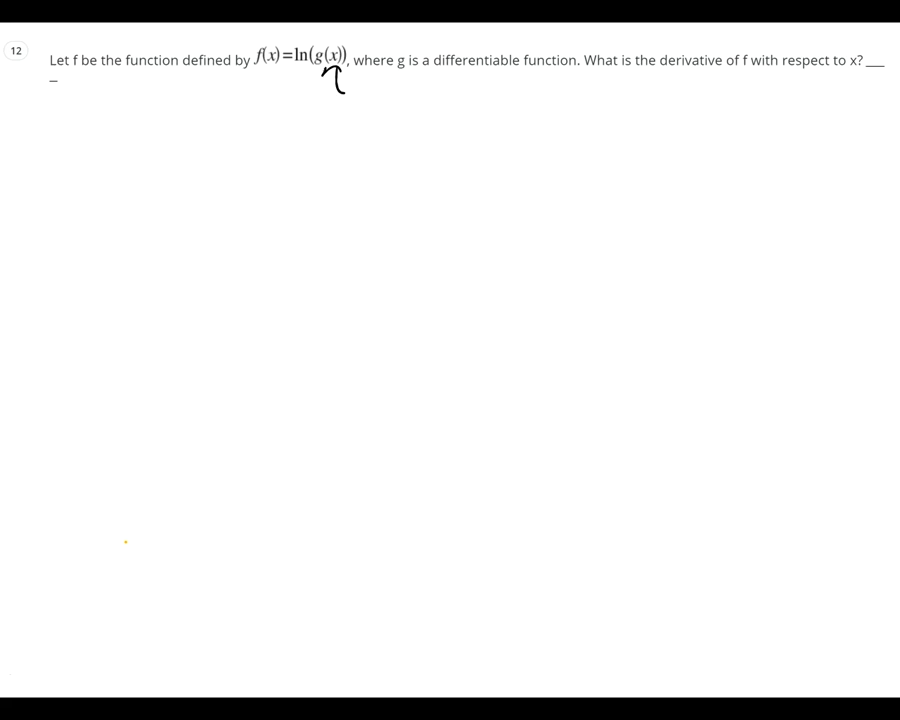 12
Let f be the function defined by f(x)=ln(g(x)), where g is a differentiable function. What is the derivative of f with respect to x? ___
_